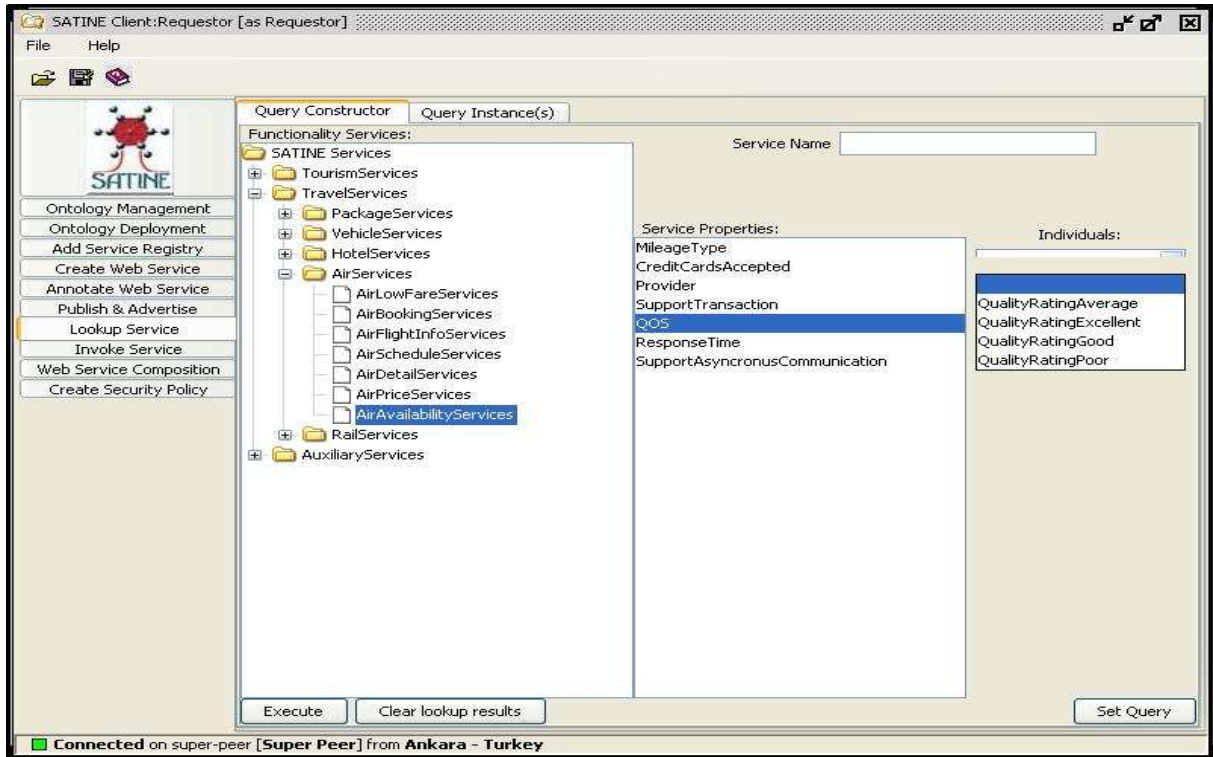 SATINE Client:Requestor [as Requestor]
File Help
SATINE
Ontology Management
Ontology Deployment
Add Service Registry
Create Web Service
Annotate Web Service
Publish & Advertise
Lookup Service
Invoke Service
Web Service Composition
Create Security Policy
Query Constructor Query Instance(s)
Functionality Services:
SATINE Services
TourismServices
TravelServices
PackageServices
VehicleServices
HotelServices
AirServices
AirLowFareServices
AirBookingServices
AirFlightInfoServices
AirScheduleServices
AirDetailServices
AirPriceServices
AirAvailabilityServices
RailServices
AuxiliaryServices
Service Name
Service Properties:
MileageType
CreditCardsAccepted
Provider
SupportTransaction
QOS
ResponseTime
SupportAsyncronusCommunication
Individuals:
QualityRatingAverage
QualityRatingExcellent
QualityRatingGood
QualityRatingPoor
Execute Clear lookup results Set Query
Connected on super-peer [Super Peer] from Ankara - Turkey